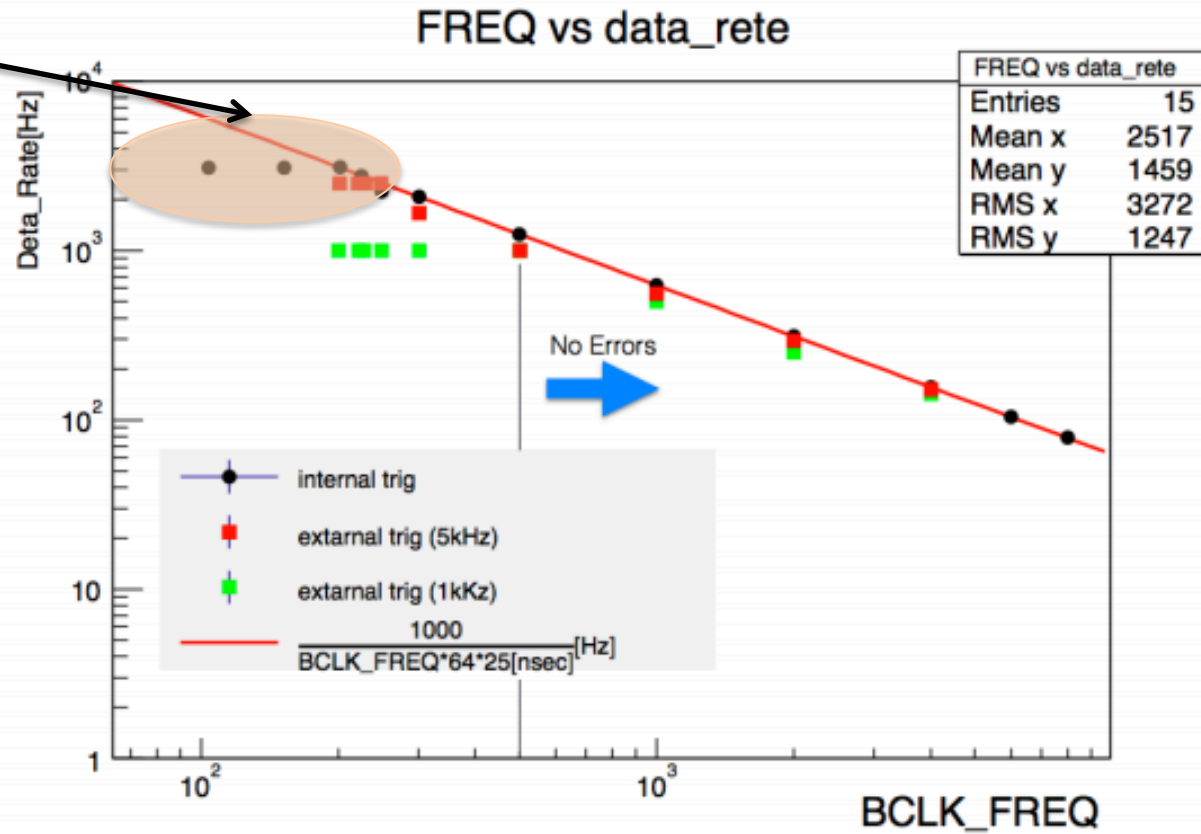 FREQ vs data_rete
FREQ vs data_rete
Entries 15
Mean x 2517
Mean y 1459
RMS x 3272
RMS y 1247
Deta_Rate[Hz]
10^4
10^3
10^2
10
1
No Errors
internal trig
extarnal trig (5kHz)
extarnal trig (1kKz)
1000
BCLK_FREQ*64*25[nsec] [Hz]
10^2
10^3
BCLK_FREQ